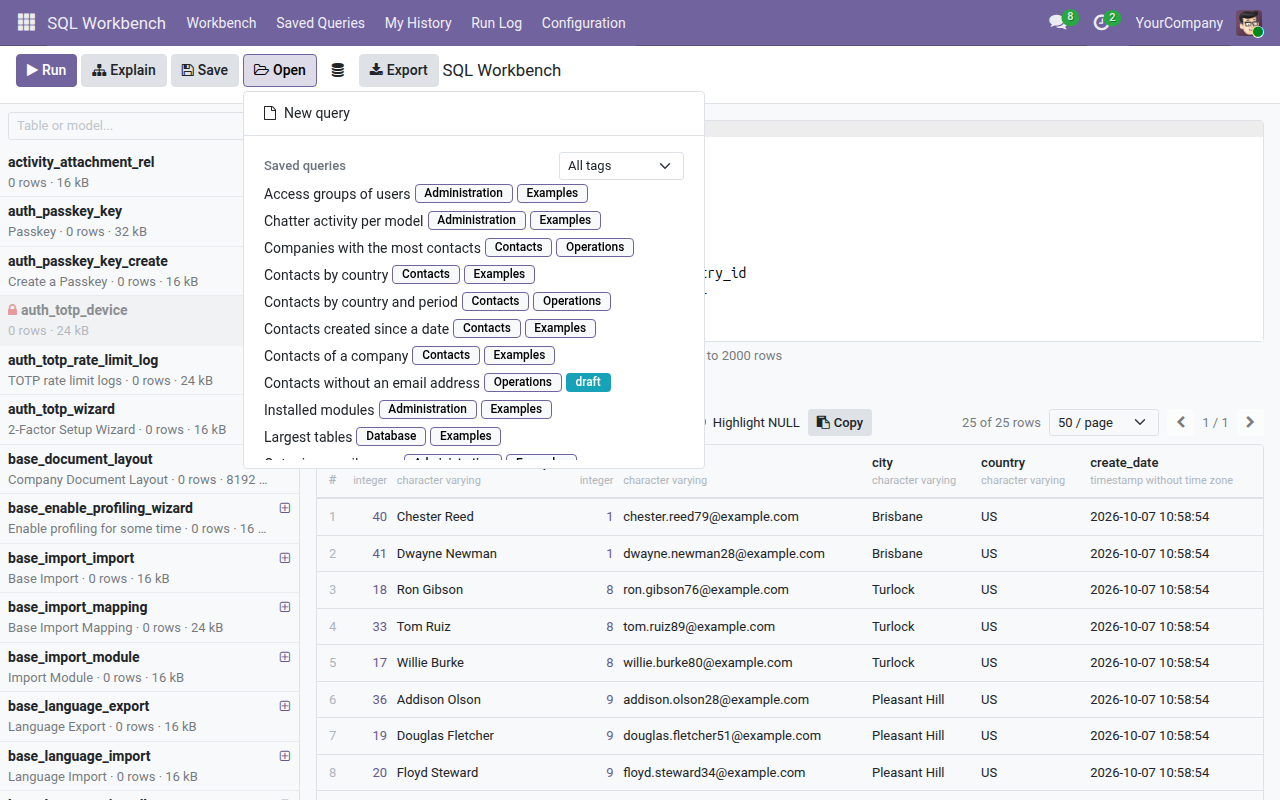 SQL Workbench Workbench Saved Queries My History Run Log Configuration 8 2 YourCompany
Run Explain Save Open Export SQL Workbench
New query
Table or model...
Saved queries All tags
Access groups of users Administration Examples
Chatter activity per model Administration Examples
Companies with the most contacts Contacts Operations
Contacts by country Contacts Examples
Contacts by country and period Contacts Operations
Contacts created since a date Contacts Examples
Contacts of a company Contacts Examples
Contacts without an email address Operations draft
Installed modules Administration Examples
Largest tables Database Examples
activity_attachment_rel
0 rows · 16 kB
auth_passkey_key
Passkey · 0 rows · 32 kB
auth_passkey_key_create
Create a Passkey · 0 rows · 16 kB
auth_totp_device
0 rows · 24 kB
auth_totp_rate_limit_log
TOTP rate limit logs · 0 rows · 24 kB
auth_totp_wizard
2-Factor Setup Wizard · 0 rows · 16 kB
base_document_layout
Company Document Layout · 0 rows · 8192 ...
base_enable_profiling_wizard
Enable profiling for some time · 0 rows · 16 ...
base_import_import
Base Import · 0 rows · 16 kB
base_import_mapping
Base Import Mapping · 0 rows · 24 kB
base_import_module
Import Module · 0 rows · 16 kB
base_language_export
Language Export · 0 rows · 16 kB
base_language_import
Language Import · 0 rows · 16 kB
try_id
to 2000 rows
Highlight NULL Copy 25 of 25 rows 50 / page 1 / 1
# city country create_date
integer character varying integer character varying character varying character varying timestamp without time zone
1 40 Chester Reed 1 chester.reed79@example.com Brisbane US 2026-10-07 10:58:54
2 41 Dwayne Newman 1 dwayne.newman28@example.com Brisbane US 2026-10-07 10:58:54
3 18 Ron Gibson 8 ron.gibson76@example.com Turlock US 2026-10-07 10:58:54
4 33 Tom Ruiz 8 tom.ruiz89@example.com Turlock US 2026-10-07 10:58:54
5 17 Willie Burke 8 willie.burke80@example.com Turlock US 2026-10-07 10:58:54
6 36 Addison Olson 9 addison.olson28@example.com Pleasant Hill US 2026-10-07 10:58:54
7 19 Douglas Fletcher 9 douglas.fletcher51@example.com Pleasant Hill US 2026-10-07 10:58:54
8 20 Floyd Steward 9 floyd.steward34@example.com Pleasant Hill US 2026-10-07 10:58:54